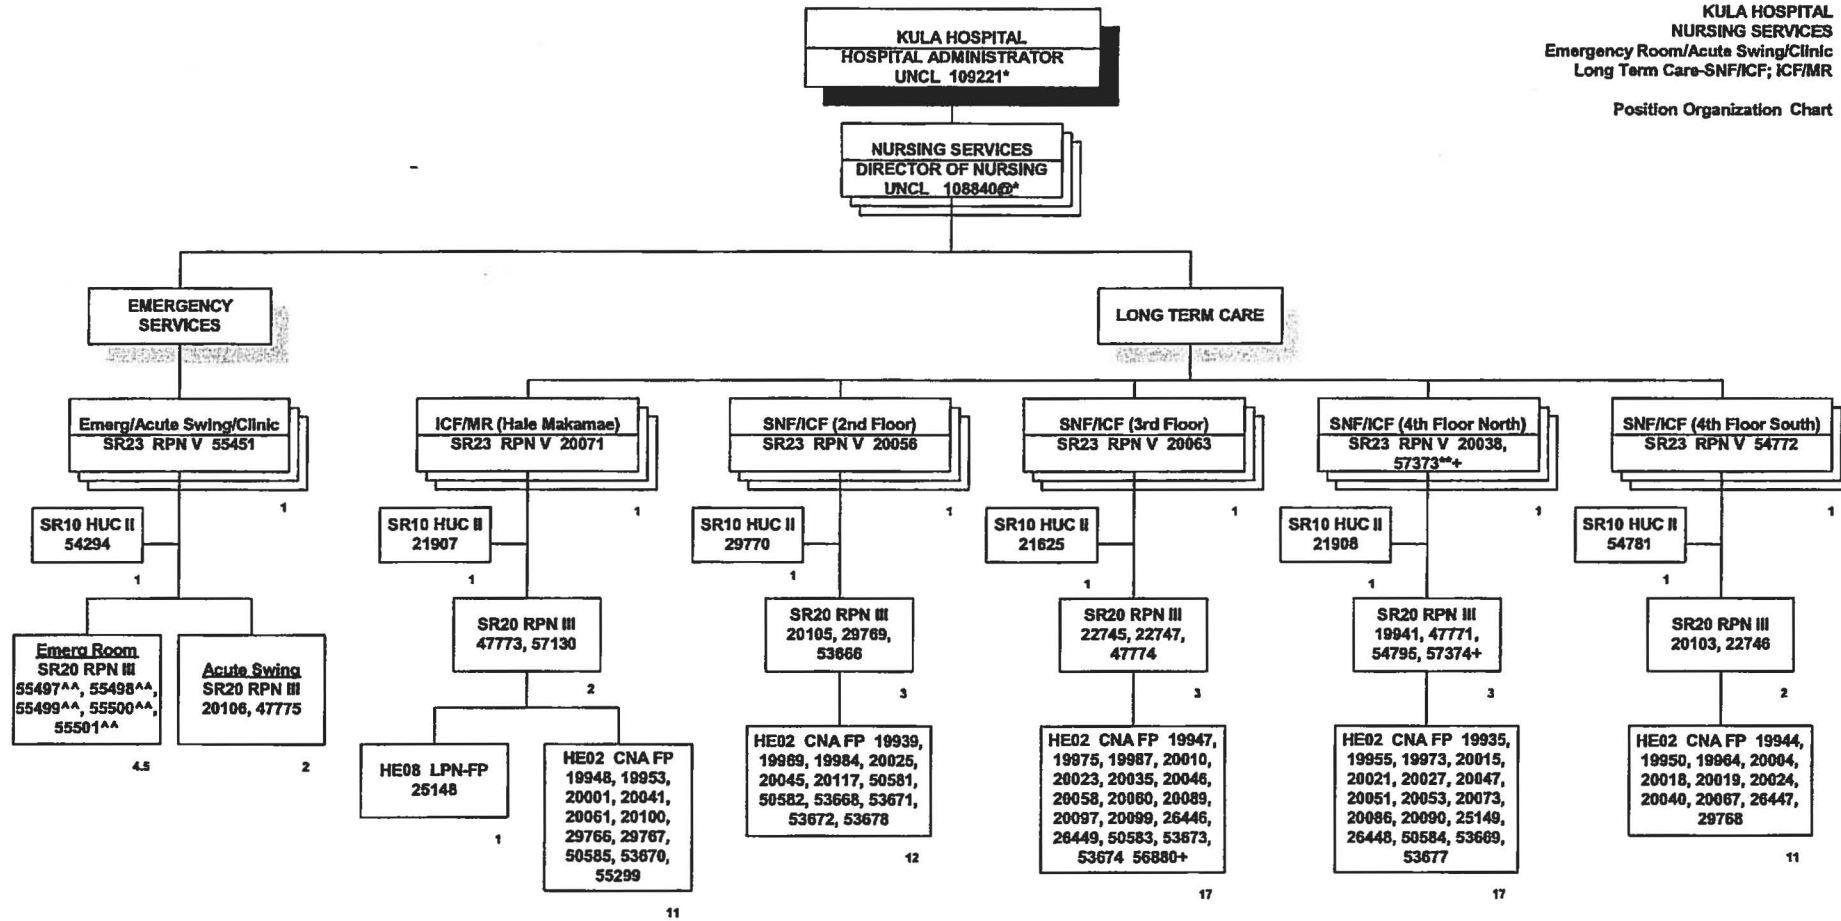 KULA HOSPITAL
NURSING SERVICES
Emergency Room/Acute Swing/Clinic
Long Term Care-SNF/ICF; ICF/MR
Position Organization Chart
KULA HOSPITAL
HOSPITAL ADMINISTRATOR
UNCL 109221*
NURSING SERVICES
DIRECTOR OF NURSING
UNCL 108840@*
EMERGENCY
SERVICES
LONG TERM CARE
Emerg/Acute Swing/Clinic
SR23 RPN V 55451
1
ICF/MR (Hale Makamae)
SR23 RPN V 20071
1
SNF/ICF (2nd Floor)
SR23 RPN V 20056
1
SNF/ICF (3rd Floor)
SR23 RPN V 20063
1
SNF/ICF (4th Floor North)
SR23 RPN V 20038,
57373**+
1
SNF/ICF (4th Floor South)
SR23 RPN V 54772
1
SR10 HUC II
54294
1
SR10 HUC II
21907
1
SR10 HUC II
29770
1
SR10 HUC II
21625
1
SR10 HUC II
21908
1
SR10 HUC II
54781
1
Emerg Room
SR20 RPN III
55497^^, 55498^^,
55499^^, 55500^^,
55501^^
4.5
Acute Swing
SR20 RPN III
20106, 47775
2
SR20 RPN III
47773, 57130
2
SR20 RPN III
20105, 29769,
53666
3
SR20 RPN III
22745, 22747,
47774
3
SR20 RPN III
19941, 47771,
54795, 57374+
3
SR20 RPN III
20103, 22746
2
HE08 LPN-FP
25148
1
HE02 CNA FP
19948, 19953,
20001, 20041,
20061, 20100,
29766, 29767,
50585, 53670,
55299
11
HE02 CNA FP 19939,
19969, 19984, 20025,
20045, 20117, 50581,
50582, 53668, 53671,
53672, 53678
12
HE02 CNA FP 19947,
19975, 19987, 20010,
20023, 20035, 20046,
20058, 20060, 20089,
20097, 20099, 26446,
26449, 50583, 53673,
53674 56880+
17
HE02 CNA FP 19935,
19955, 19973, 20015,
20021, 20027, 20047,
20051, 20053, 20073,
20086, 20090, 25149,
26448, 50584, 53669,
53677
17
HE02 CNA FP 19944,
19950, 19964, 20004,
20018, 20019, 20024,
20040, 20067, 26447,
29768
11